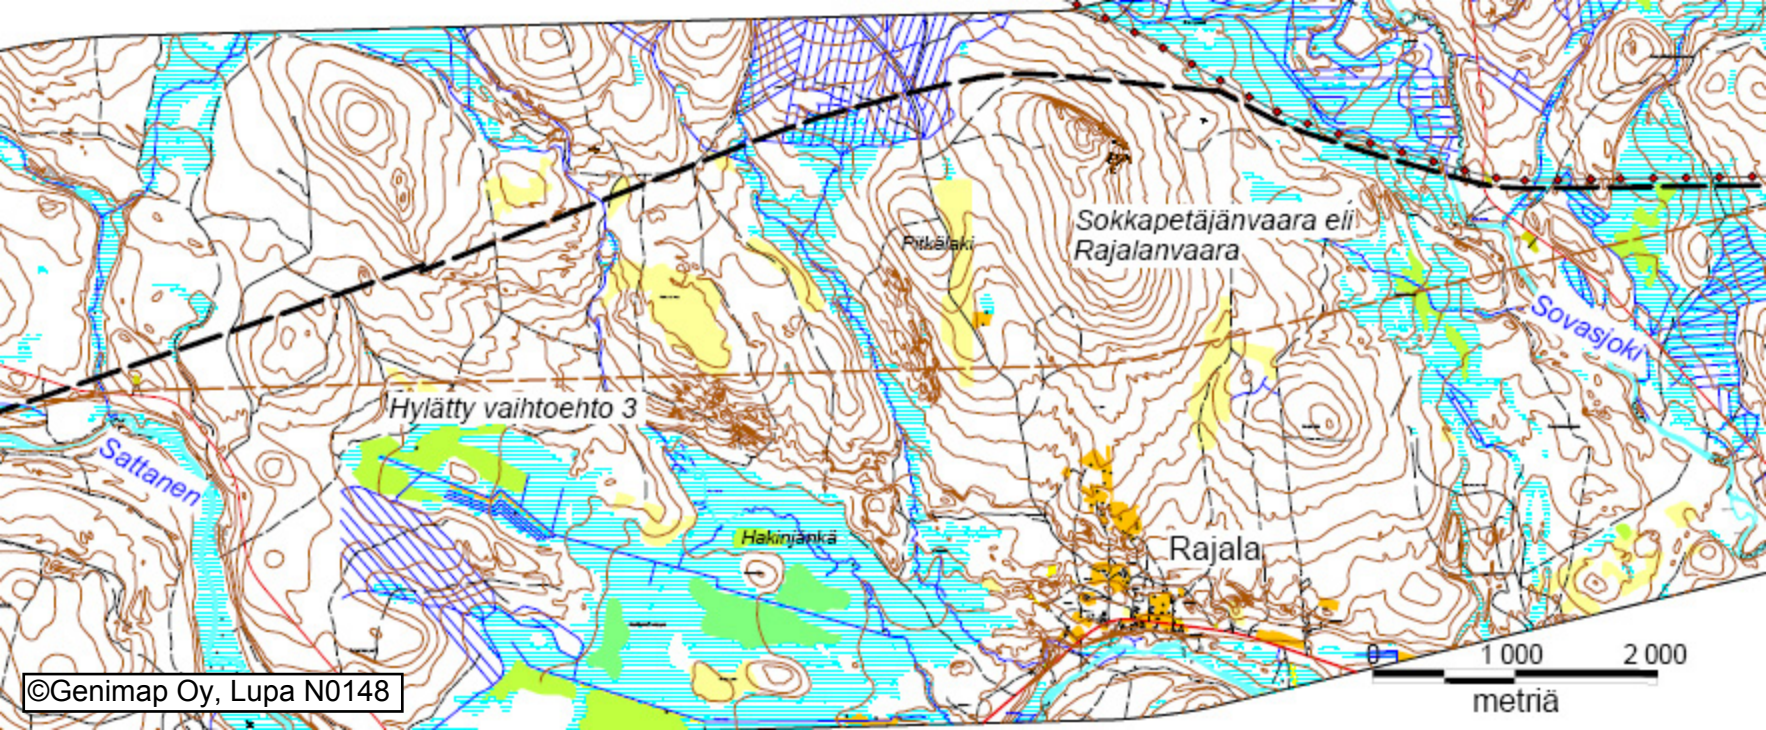 Sokkapetäjänvaara eli
Rajalanvaara
Pitkälaki
Sovasjoki
Hylätty vaihtoehto 3
Sattanen
Hakinjänkä
Rajala
0 1 000 2 000
metriä
©Genimap Oy, Lupa N0148